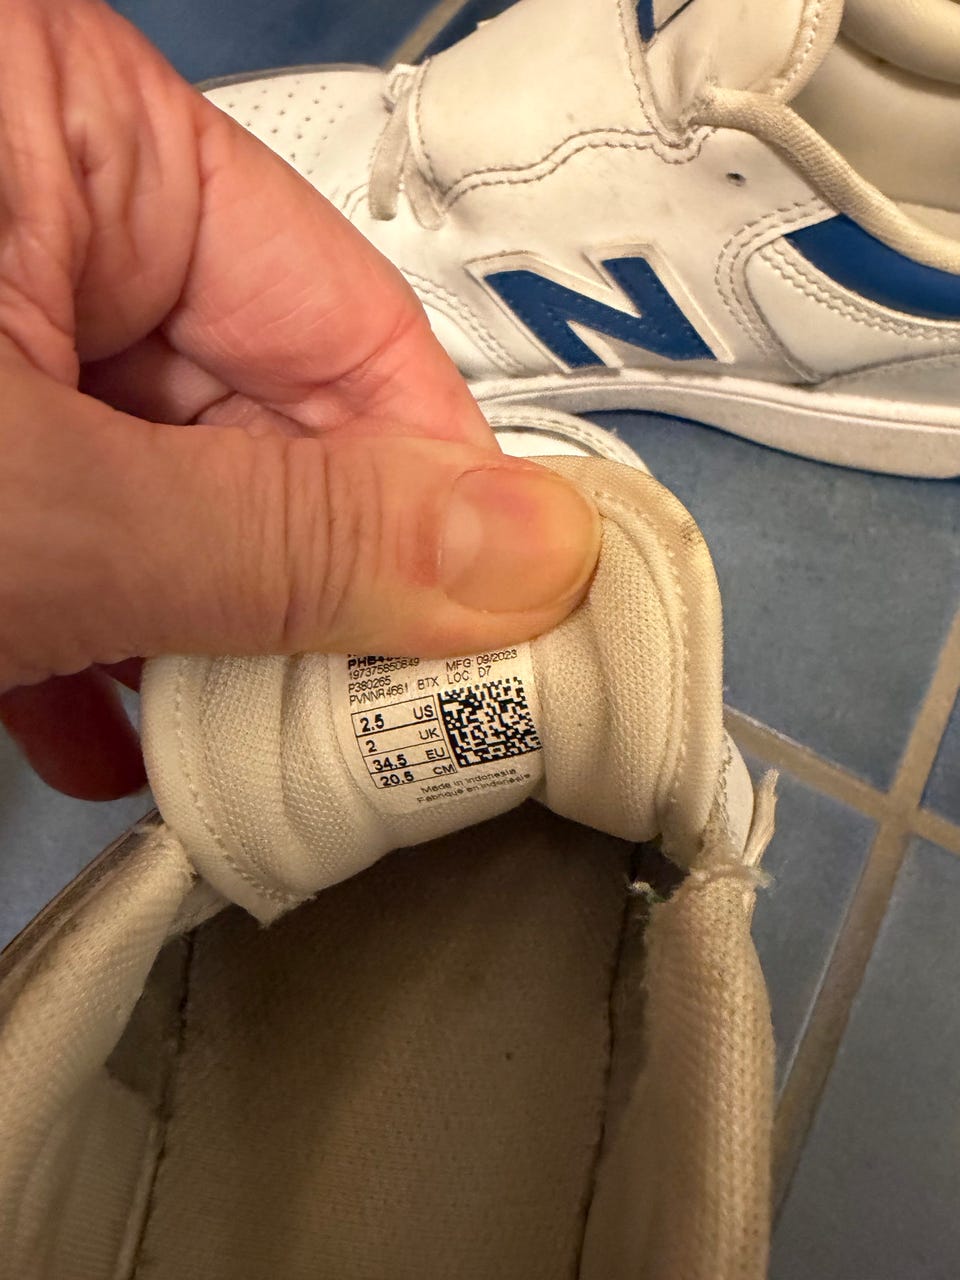 197375850649
MFG: 09/2023
P380265
LOC: D7
PVNNR4661 BTX
2.5 US
2 UK
34.5 EU
20.5 CM
Made in Indonesia
Fabriqué en Indonésie
N